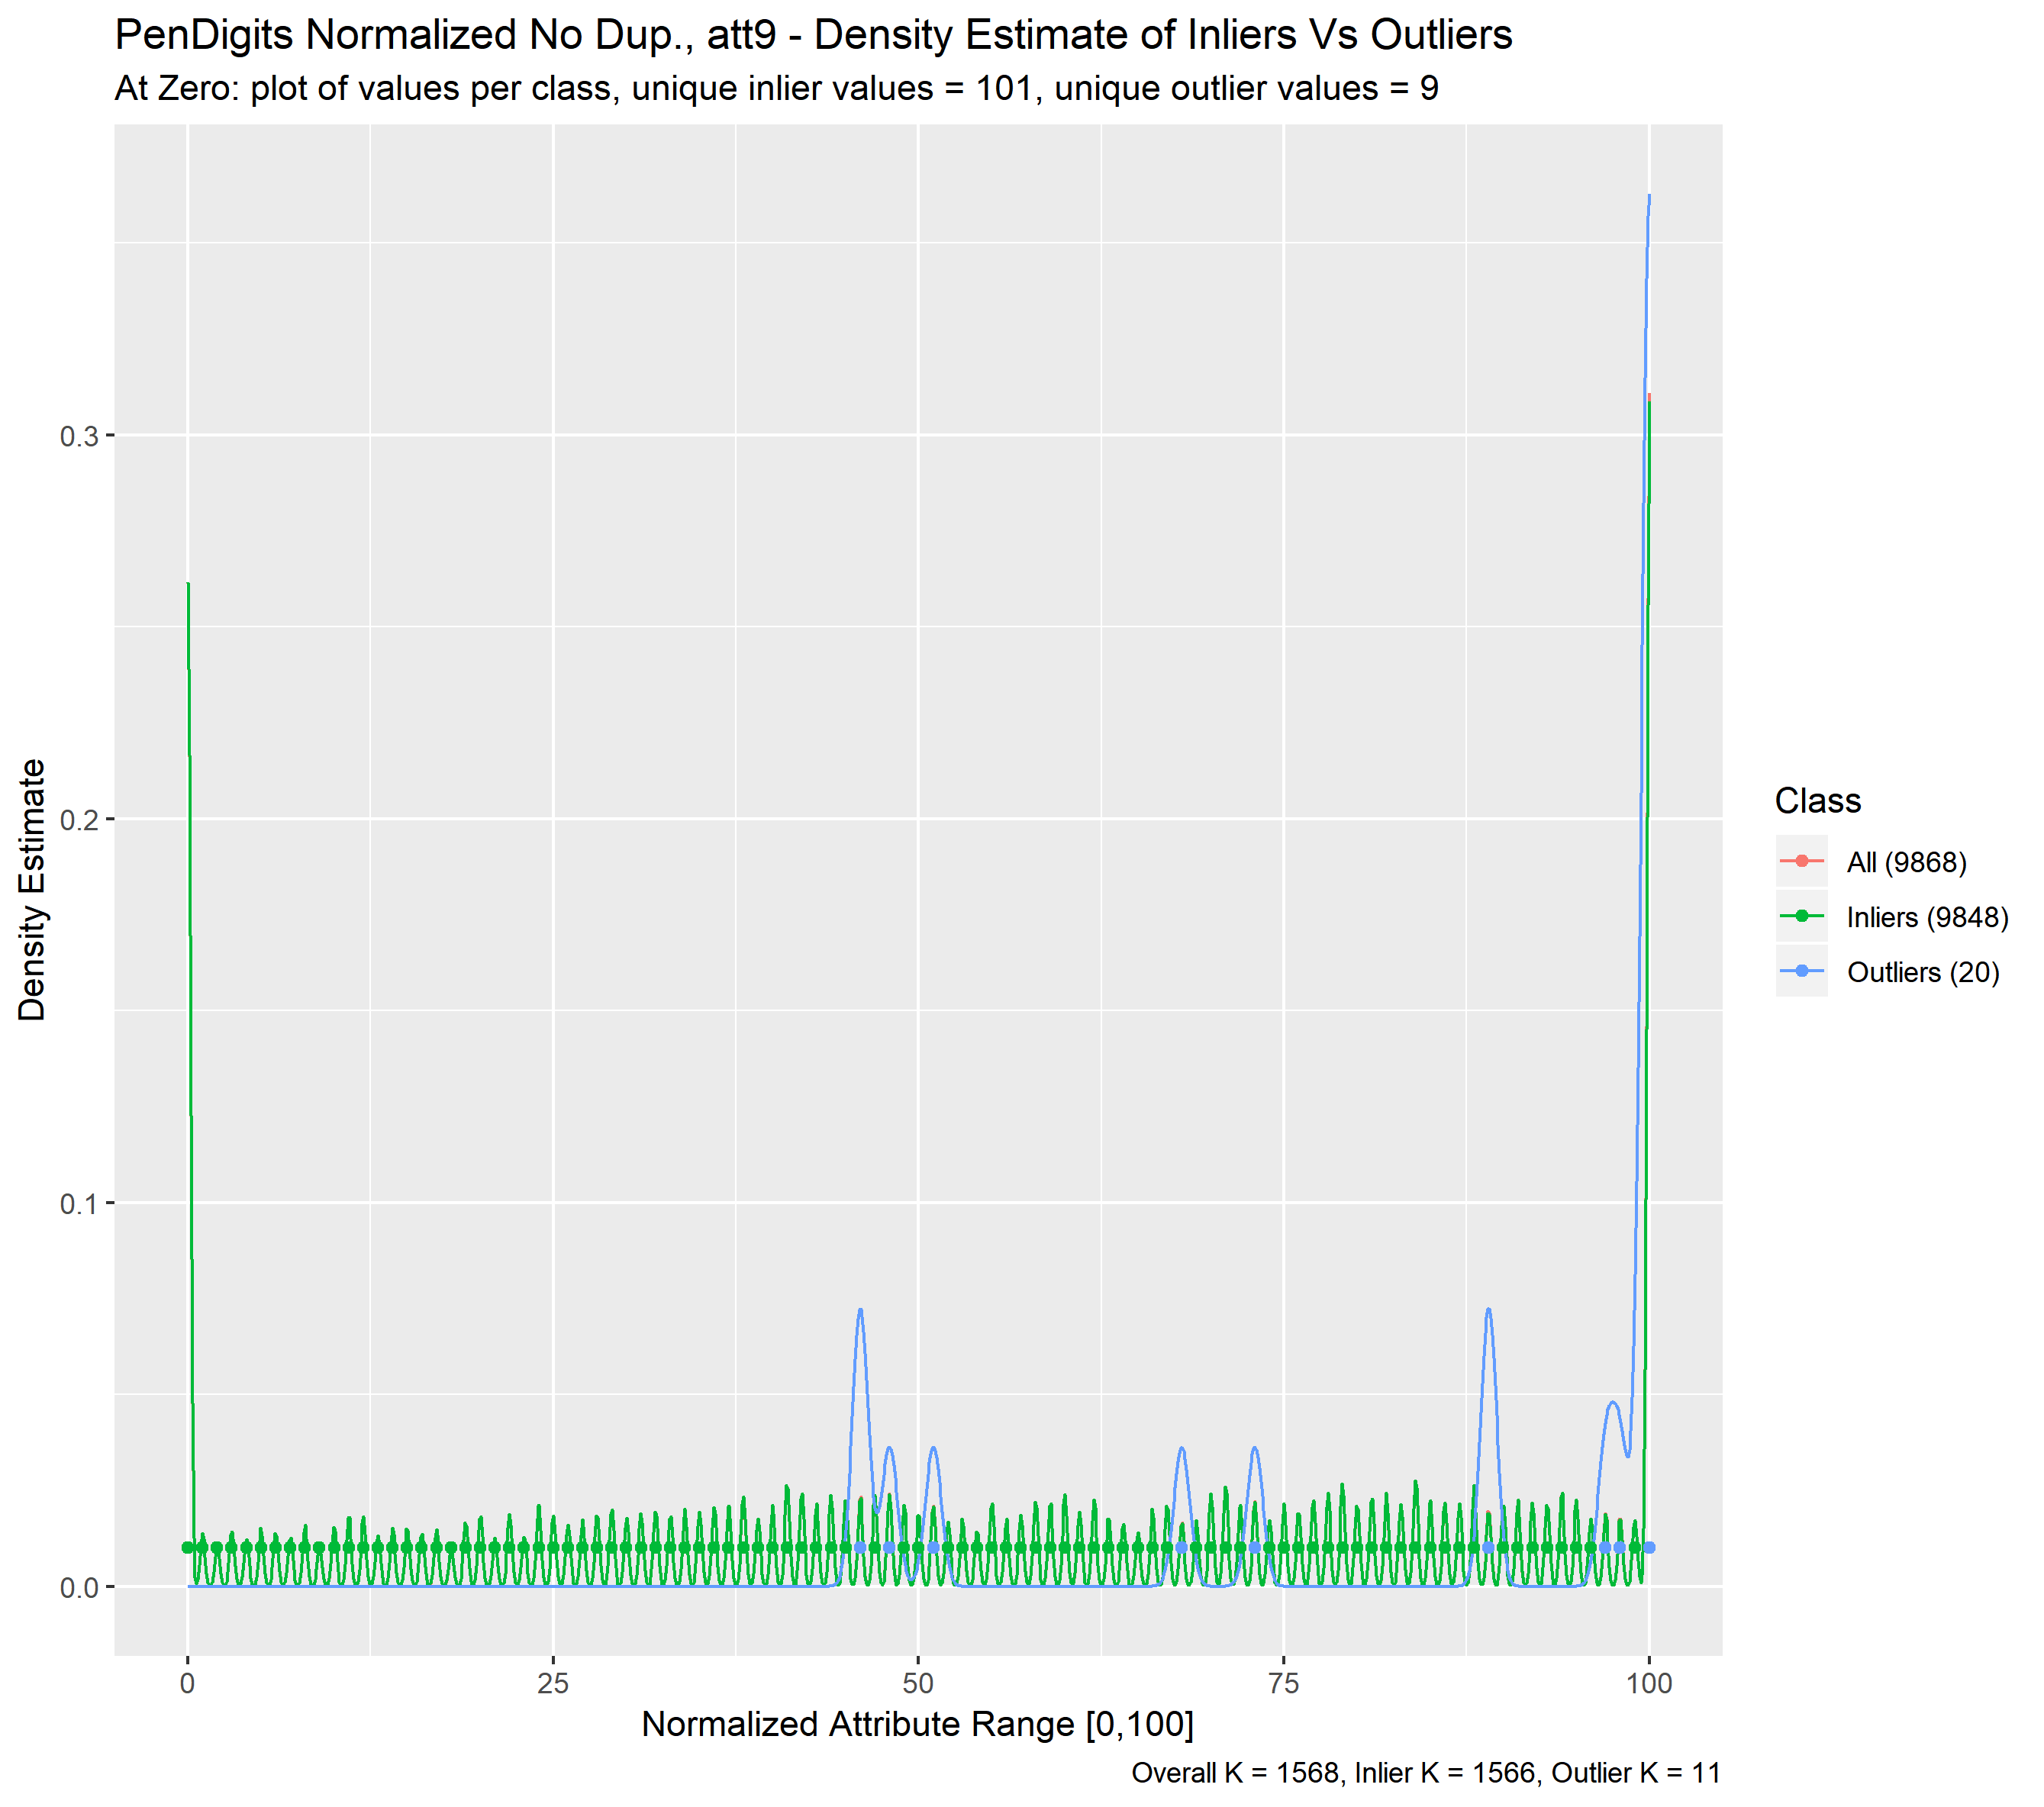 PenDigits Normalized No Dup., att9 - Density Estimate of Inliers Vs Outliers
At Zero: plot of values per class, unique inlier values = 101, unique outlier values = 9
Density Estimate
0.3
0.2
0.1
0.0
0 25 50 75 100
Normalized Attribute Range [0,100]
Overall K = 1568, Inlier K = 1566, Outlier K = 11
Class
All (9868)
Inliers (9848)
Outliers (20)